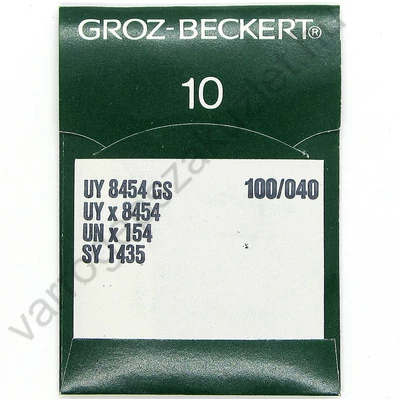 GROZ-BECKERT®
10
UY 8454 GS 100/040
UY x 8454
UN x 154
SY 1435